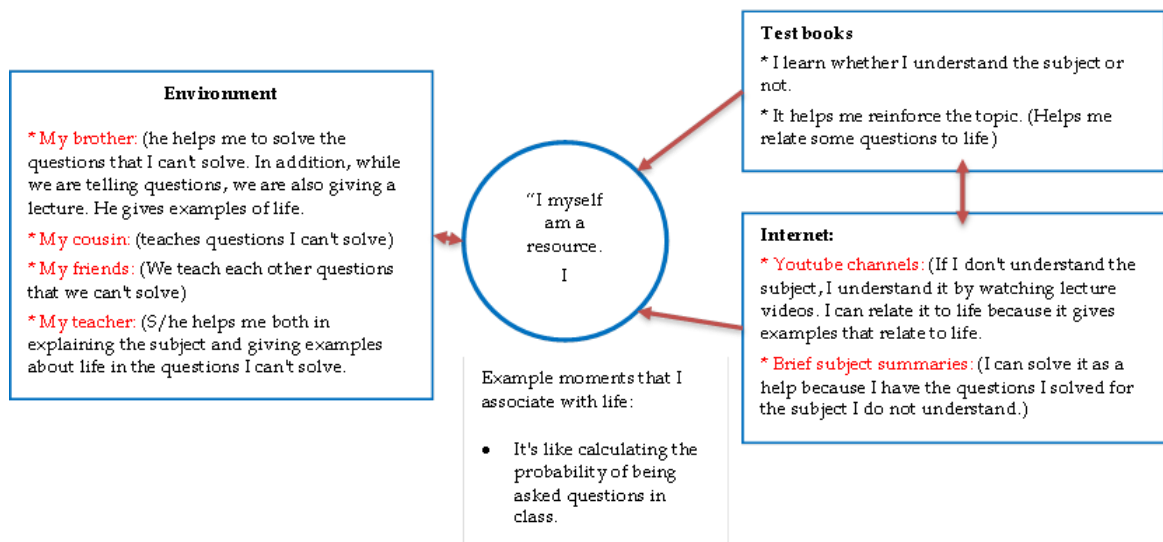 Environment
* My brother: (he helps me to solve the
questions that I can't solve. In addition, while
we are telling questions, we are also giving a
lecture. He gives examples of life.
* My cousin: (teaches questions I can't solve)
* My friends: (We teach each other questions
that we can't solve)
* My teacher: (S/he helps me both in
explaining the subject and giving examples
about life in the questions I can't solve.
“I myself
am a
resource.
I
Example moments that I
associate with life:
● It's like calculating the
probability of being
asked questions in
class.
Test books
* I learn whether I understand the subject or
not.
* It helps me reinforce the topic. (Helps me
relate some questions to life)
Internet:
* Youtube channels: (If I don't understand the
subject, I understand it by watching lecture
videos. I can relate it to life because it gives
examples that relate to life.
* Brief subject summaries: (I can solve it as a
help because I have the questions I solved for
the subject I do not understand.)